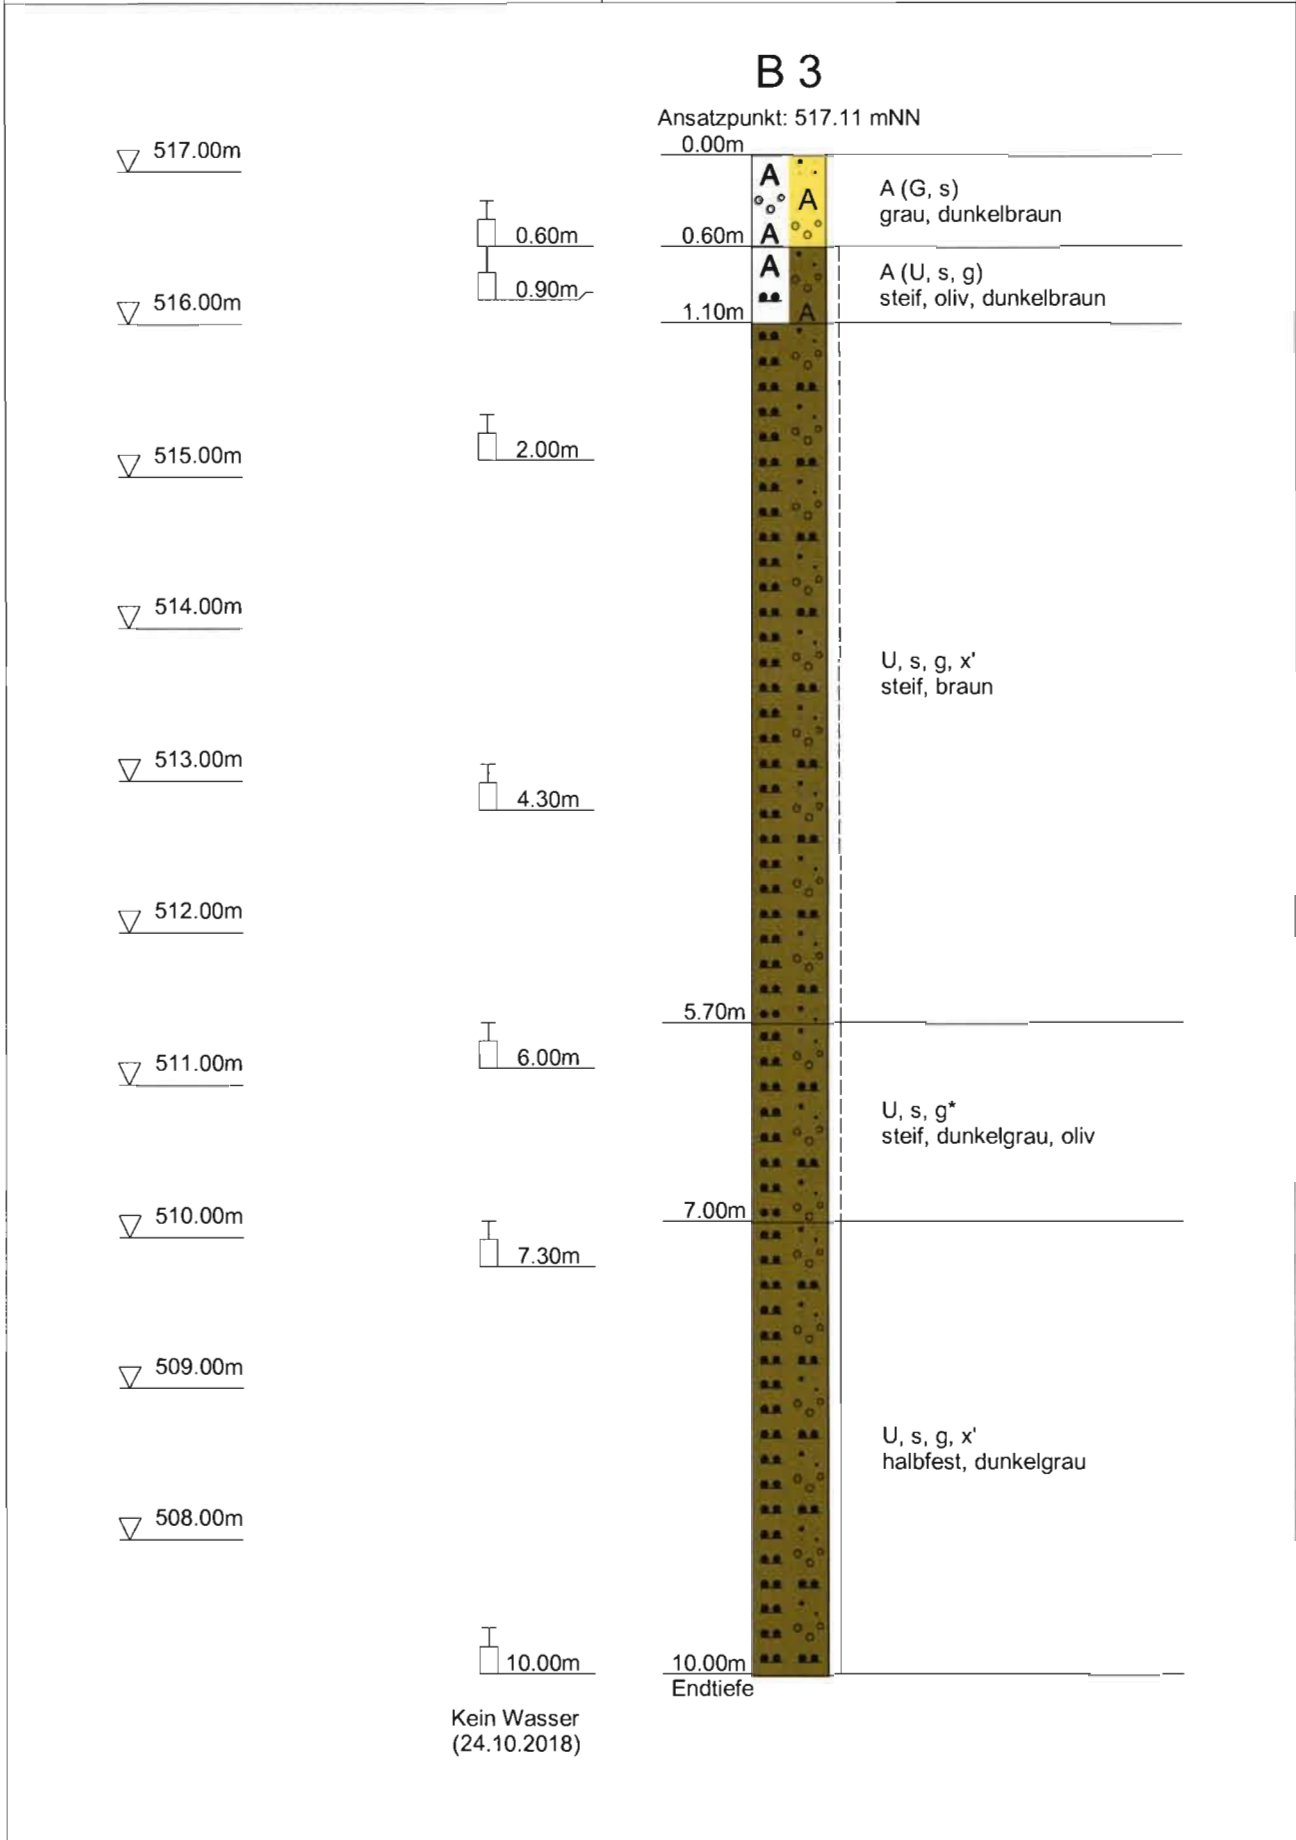 B 3
Ansatzpunkt: 517.11 mNN
517.00m
516.00m
515.00m
514.00m
513.00m
512.00m
511.00m
510.00m
509.00m
508.00m
0.60m
0.90m
2.00m
4.30m
6.00m
7.30m
10.00m
Kein Wasser
(24.10.2018)
0.00m
0.60m
1.10m
5.70m
7.00m
10.00m
Endtiefe
A
A
A
A
A
A (G, s)
grau, dunkelbraun
A (U, s, g)
steif, oliv, dunkelbraun
U, s, g, x'
steif, braun
U, s, g*
steif, dunkelgrau, oliv
U, s, g, x'
halbfest, dunkelgrau